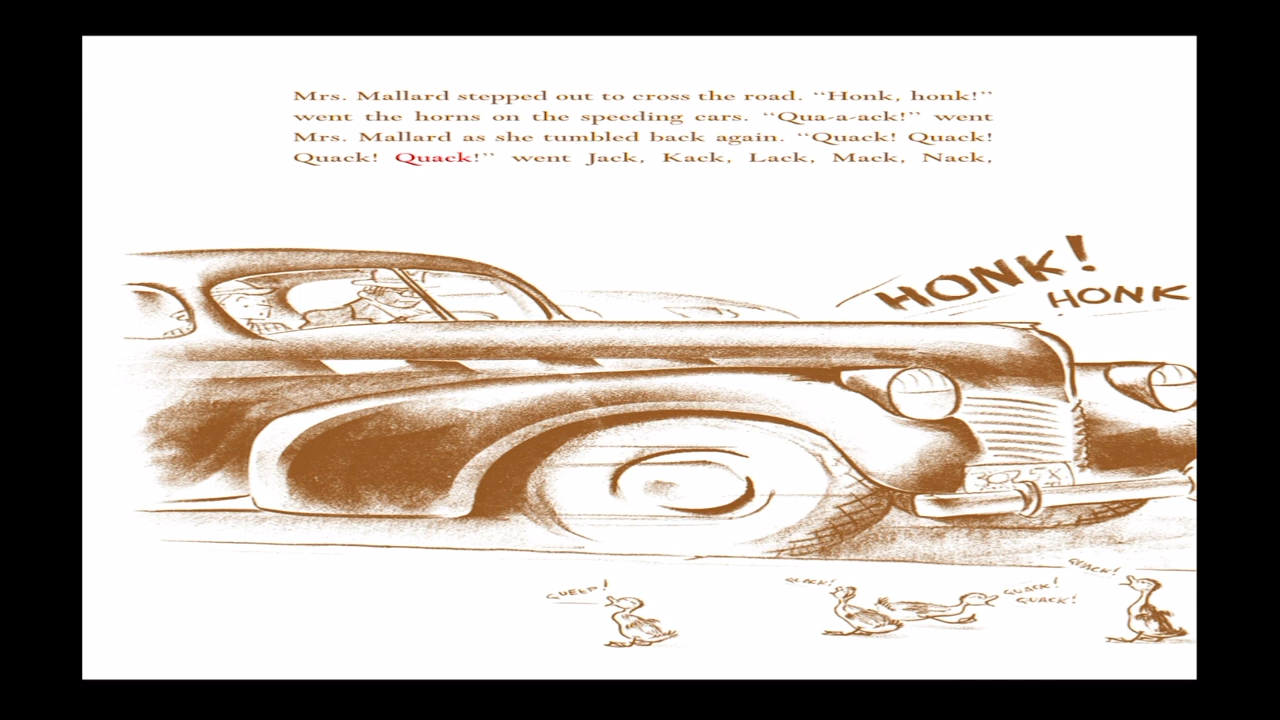 Mrs. Mallard stepped out to cross the road. “Honk, honk!”
went the horns on the speeding cars. “Qua-a-ack!” went
Mrs. Mallard as she tumbled back again. “Quack! Quack!
Quack! Quack!” went Jack, Kack, Lack, Mack, Nack,
HONK!
HONK
QUEEP!
QUACK!
QUACK!
QUACK!
QUACK!